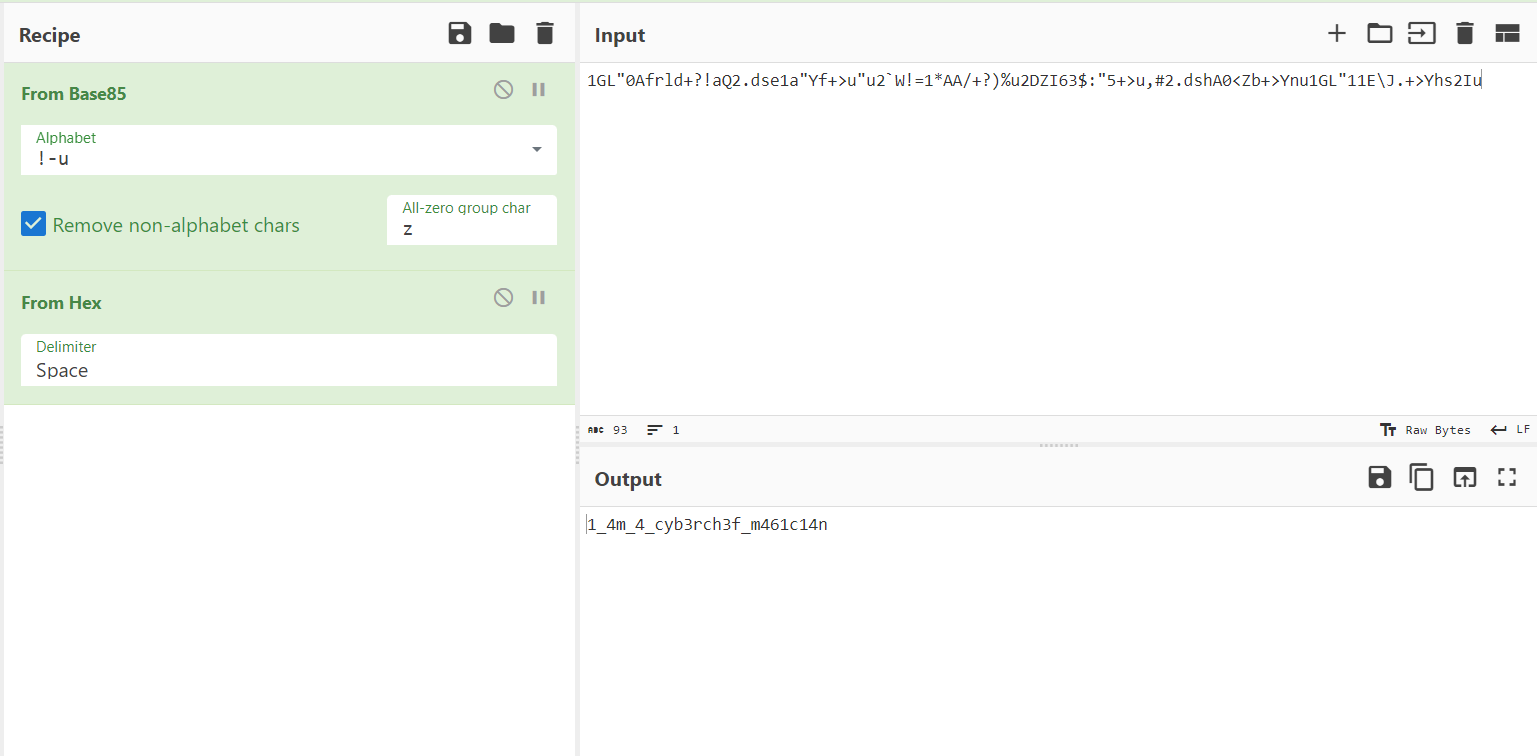 Recipe
From Base85
Alphabet
!-u
Remove non-alphabet chars
All-zero group char
z
From Hex
Delimiter
Space
Input
1GL"0Afrld+?!aQ2.dse1a"Yf+>u"u2`W!=1*AA/+?)%u2DZI63$:"5+>u,#2.dshA0<Zb+>Ynu1GL"11E\J.+>Yhs2Iu
ABC 93
1
Tт Raw Bytes
LF
Output
1_4m_4_cyb3rch3f_m461c14n